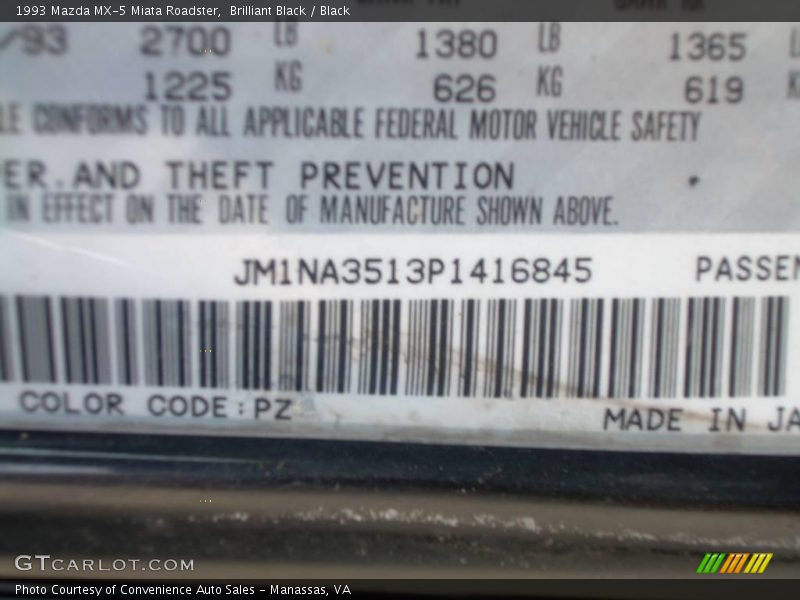 1993 Mazda MX-5 Miata Roadster, Brilliant Black / Black
/93 2700 LB 1380 LB 1365
1225 KG 626 KG 619
LE CONFORMS TO ALL APPLICABLE FEDERAL MOTOR VEHICLE SAFETY
ER.AND THEFT PREVENTION
IN EFFECT ON THE DATE OF MANUFACTURE SHOWN ABOVE.
JM1NA3513P1416845 PASSEN
COLOR CODE:PZ
MADE IN JA
GTCARLOT.COM
Photo Courtesy of Convenience Auto Sales - Manassas, VA